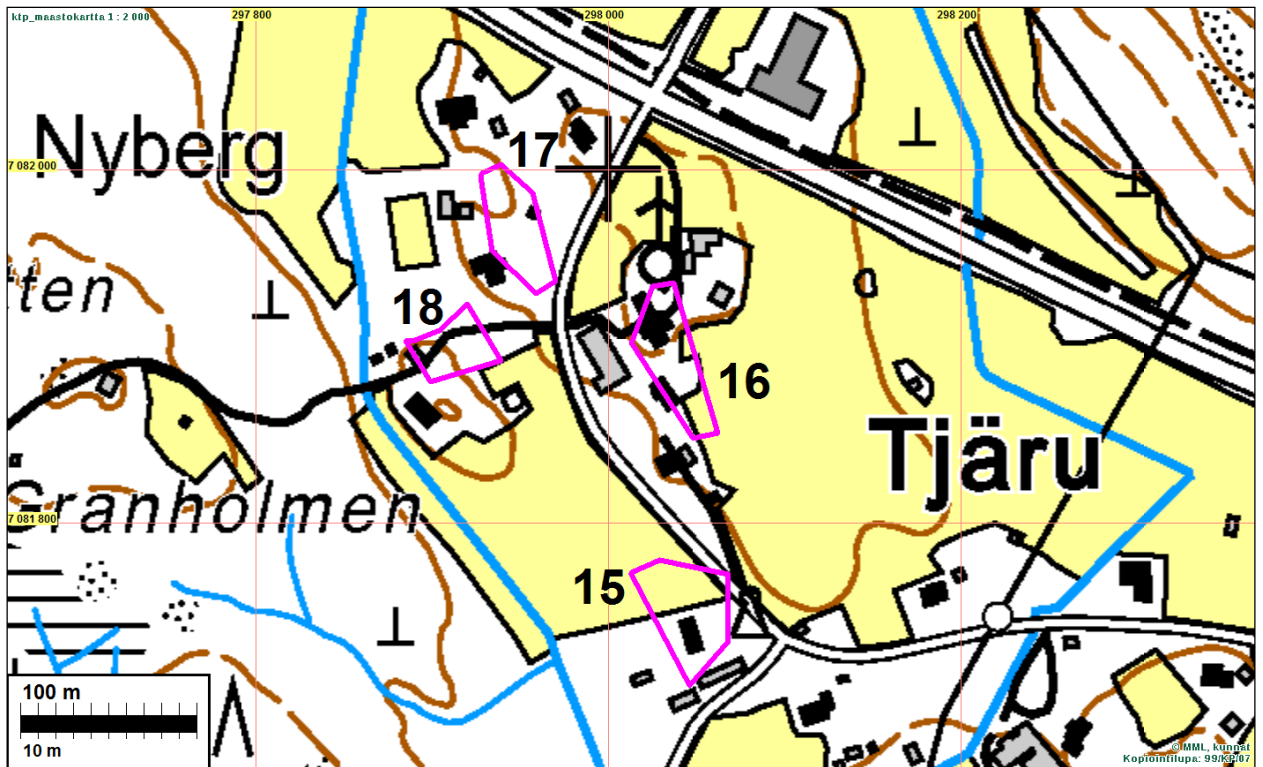 ktp_maastokartta 1 : 2 000
297 800
298 000
298 200
Nyberg
17
7 082 000
tten
18
16
Tjäru
Granholmen
7 081 800
15
100 m
10 m
© MML, kunnat
Kopiointilupa: 99/KP/07